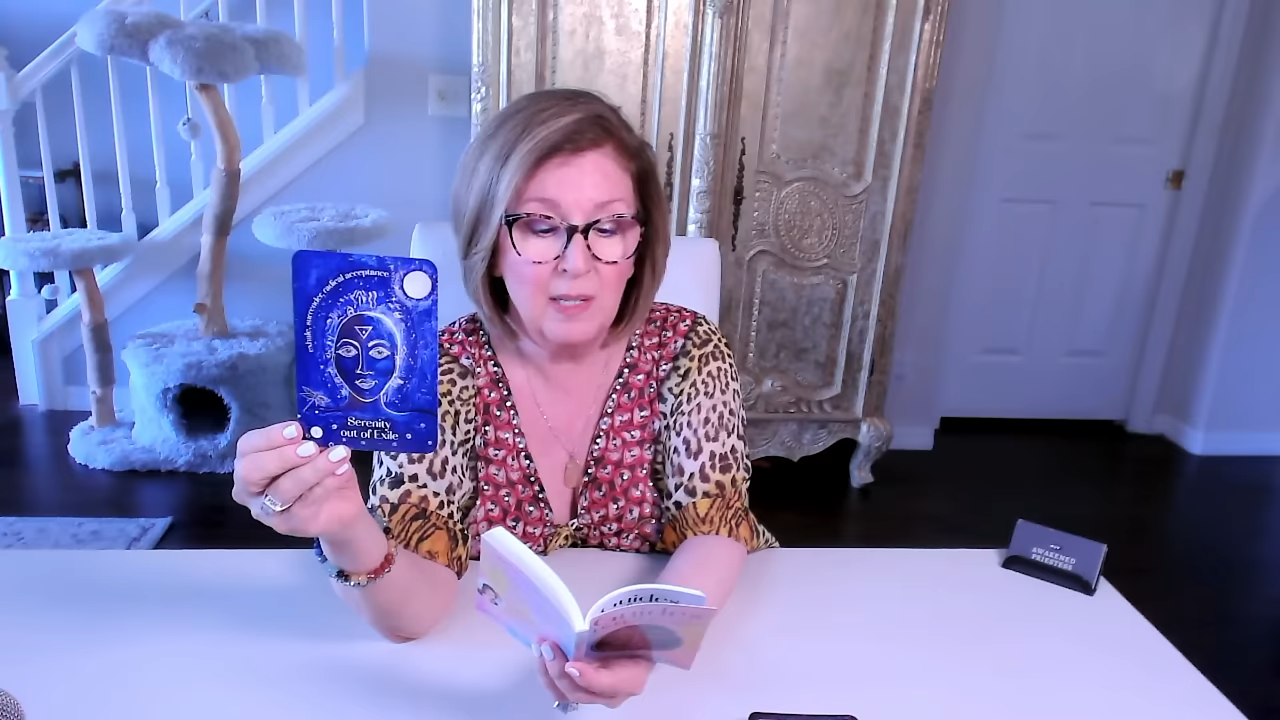 exhale, surrender, radical acceptance
Serenity
out of Exile
AWAKENED
PRIESTESS